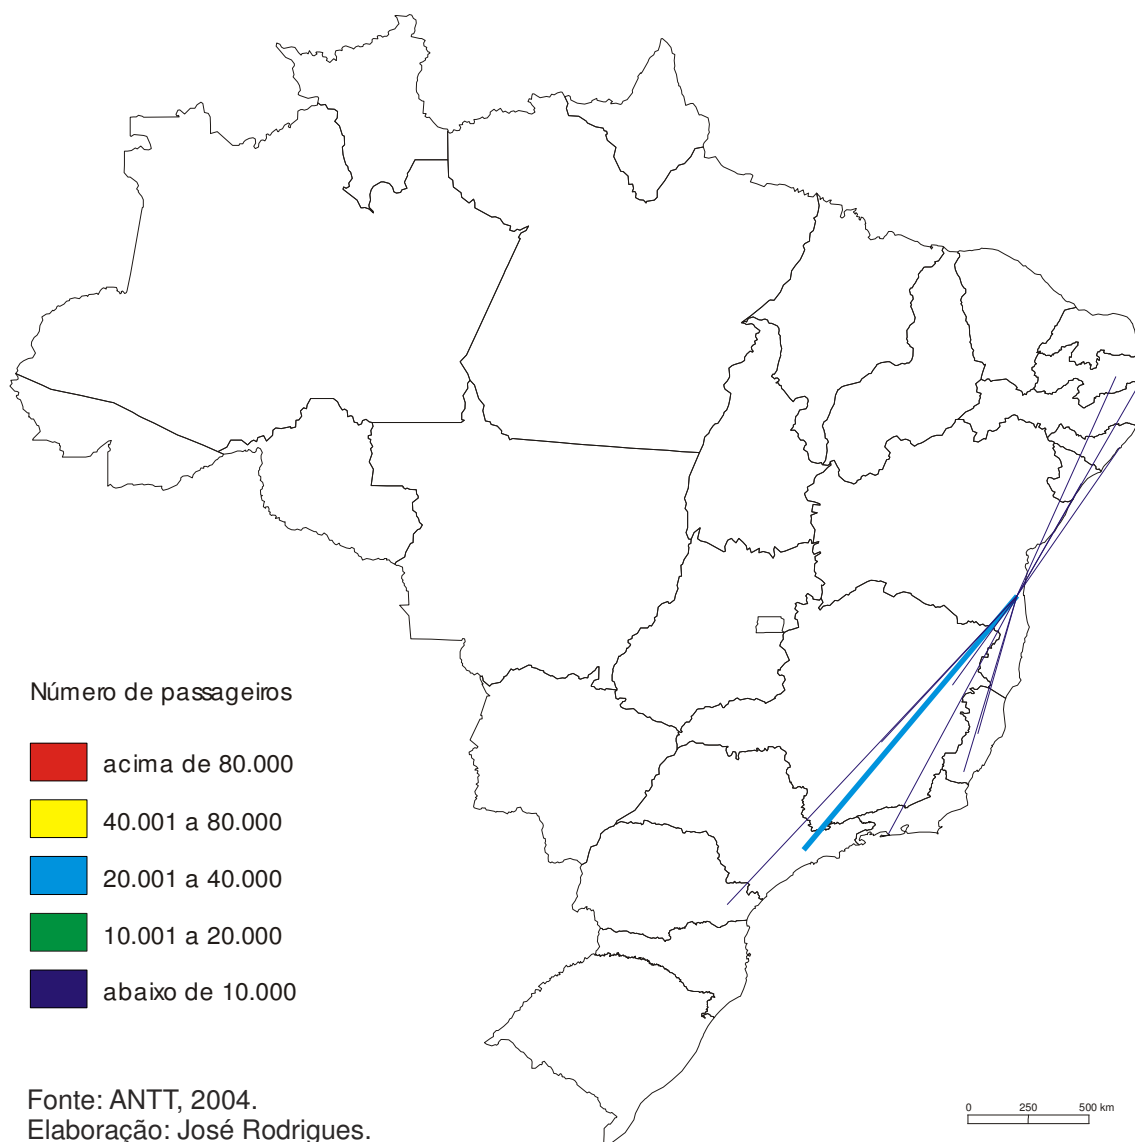 Número de passageiros
acima de 80.000
40.001 a 80.000
20.001 a 40.000
10.001 a 20.000
abaixo de 10.000
Fonte: ANTT, 2004.
Elaboração: José Rodrigues.
0 250 500 km